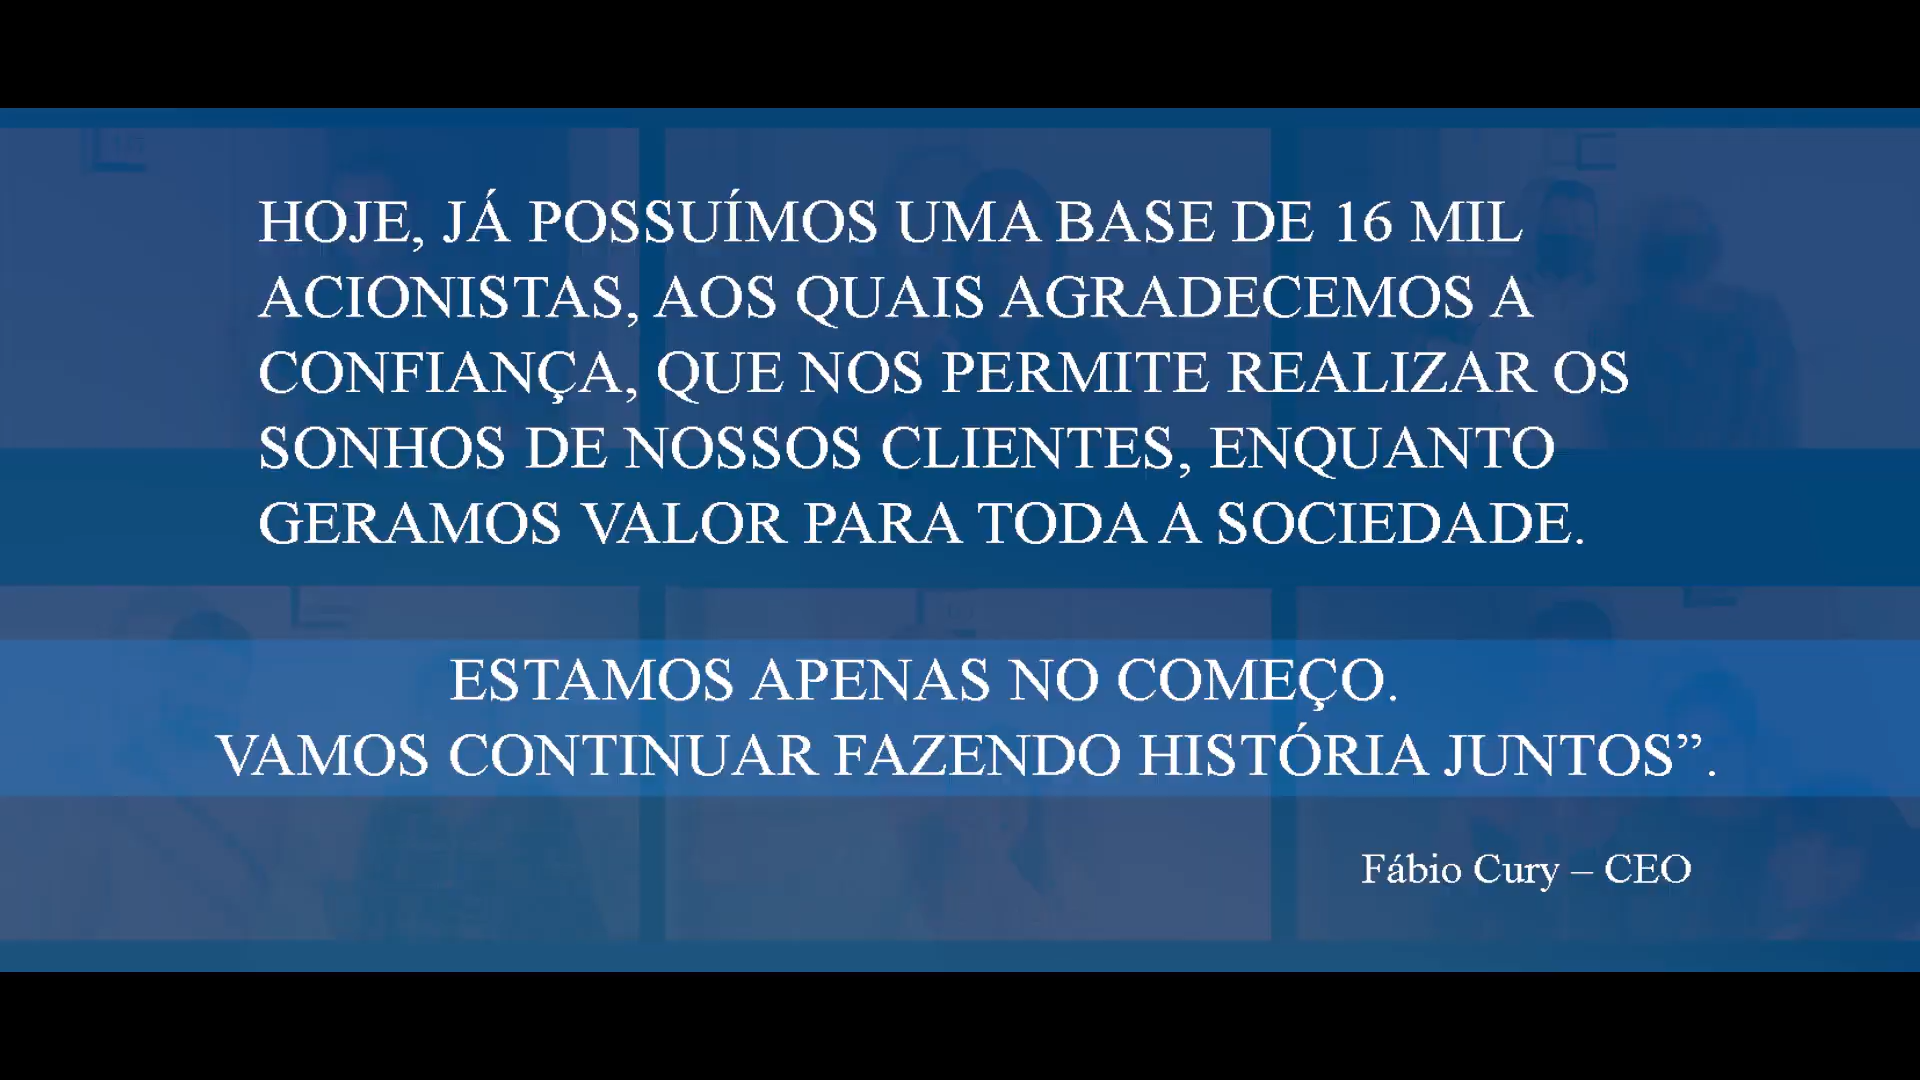 HOJE, JÁ POSSUÍMOS UMA BASE DE 16 MIL
ACIONISTAS, AOS QUAIS AGRADECEMOS A
CONFIANÇA, QUE NOS PERMITE REALIZAR OS
SONHOS DE NOSSOS CLIENTES, ENQUANTO
GERAMOS VALOR PARA TODA A SOCIEDADE.
ESTAMOS APENAS NO COMEÇO.
VAMOS CONTINUAR FAZENDO HISTÓRIA JUNTOS”.
Fábio Cury – CEO